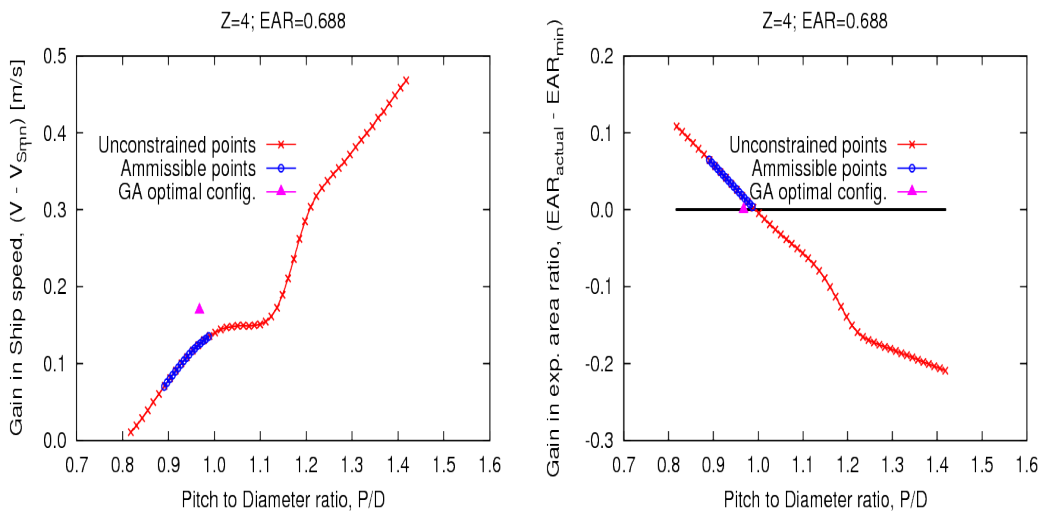 Z=4; EAR=0.688
Gain in Ship speed, (V - VSmin) [m/s]
0.5
0.4
0.3
0.2
0.1
0.0
Unconstrained points
Ammissible points
GA optimal config.
0.7 0.8 0.9 1.0 1.1 1.2 1.3 1.4 1.5 1.6
Pitch to Diameter ratio, P/D
Z=4; EAR=0.688
Gain in exp. area ratio, (EARactual - EARmin)
0.2
0.1
0.0
-0.1
-0.2
-0.3
Unconstrained points
Ammissible points
GA optimal config.
0.7 0.8 0.9 1.0 1.1 1.2 1.3 1.4 1.5 1.6
Pitch to Diameter ratio, P/D